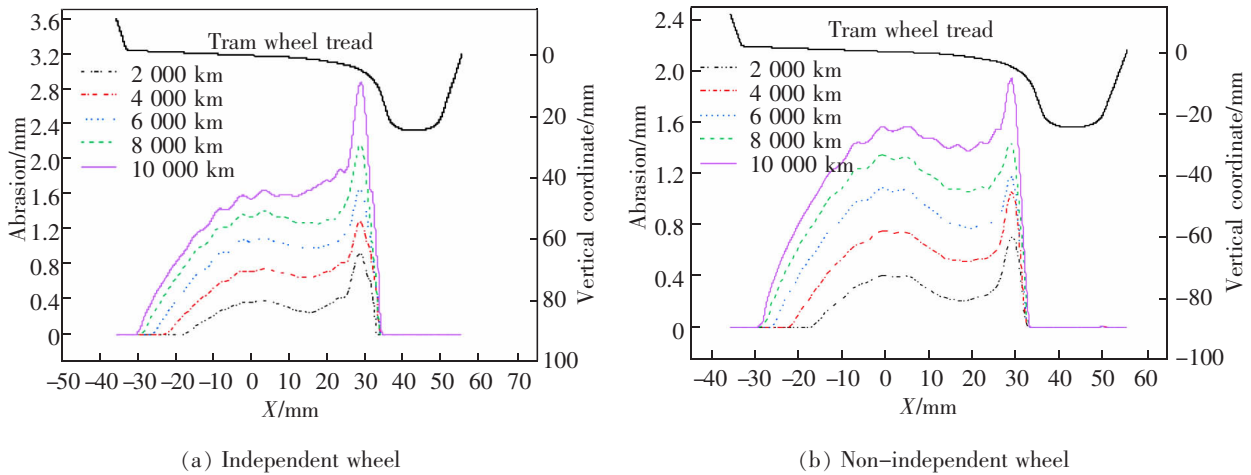 3.6
3.2
2.8
2.4
2.0
1.6
1.2
0.8
0.4
0
Abrasion/mm
Tram wheel tread
2 000 km
4 000 km
6 000 km
8 000 km
10 000 km
0
−20
−40
−60
−80
100
Vertical coordinate/mm
−50 −40 −30 −20 −10 0 10 20 30 40 50 60 70
X/mm
(a) Independent wheel
2.4
2.0
1.6
1.2
0.8
0.4
0
Abrasion/mm
Tram wheel tread
2 000 km
4 000 km
6 000 km
8 000 km
10 000 km
0
−20
−40
−60
−80
−100
Vertical coordinate/mm
−40 −30 −20 −10 0 10 20 30 40 50 60
X/mm
(b) Non−independent wheel